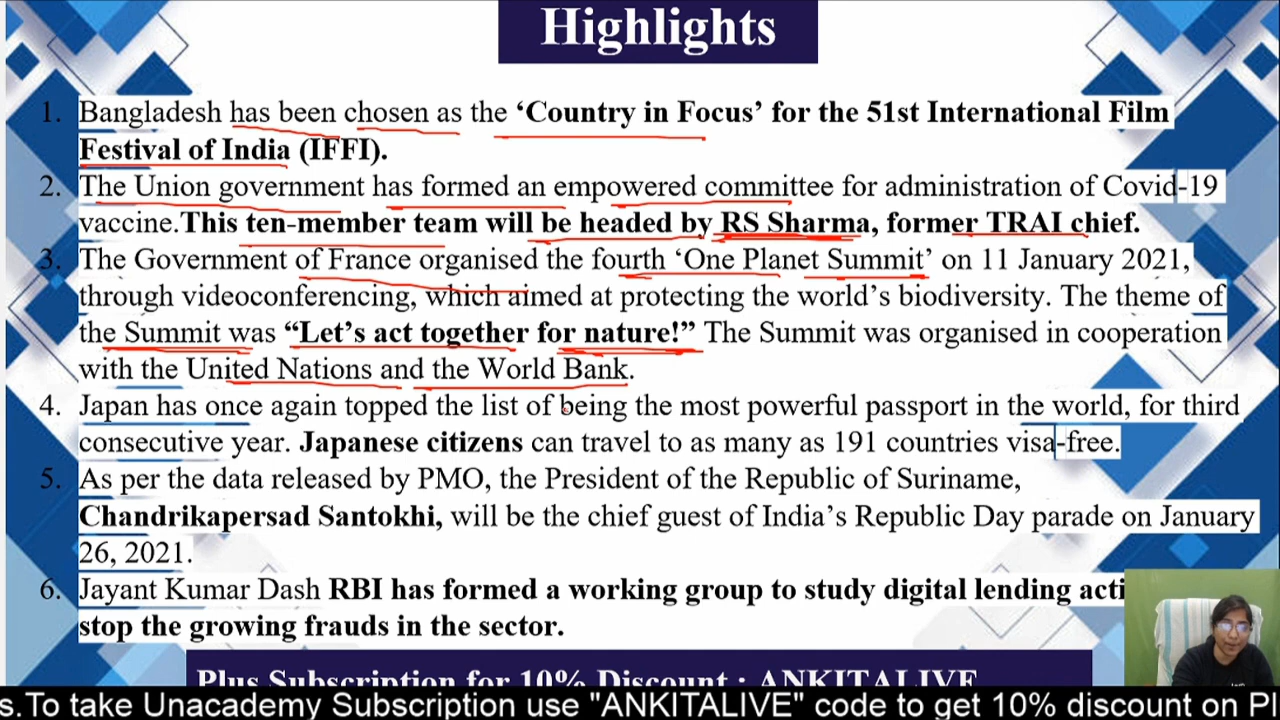 Highlights
1. Bangladesh has been chosen as the ‘Country in Focus’ for the 51st International Film
Festival of India (IFFI).
2. The Union government has formed an empowered committee for administration of Covid-19
vaccine.This ten-member team will be headed by RS Sharma, former TRAI chief.
3. The Government of France organised the fourth ‘One Planet Summit’ on 11 January 2021,
through videoconferencing, which aimed at protecting the world’s biodiversity. The theme of
the Summit was “Let’s act together for nature!” The Summit was organised in cooperation
with the United Nations and the World Bank.
4. Japan has once again topped the list of being the most powerful passport in the world, for third
consecutive year. Japanese citizens can travel to as many as 191 countries visa-free.
5. As per the data released by PMO, the President of the Republic of Suriname,
Chandrikapersad Santokhi, will be the chief guest of India’s Republic Day parade on January
26, 2021.
6. Jayant Kumar Dash RBI has formed a working group to study digital lending acti
stop the growing frauds in the sector.
Plus Subscription for 10% Discount : ANKITALIVE
s.To take Unacademy Subscription use "ANKITALIVE" code to get 10% discount on Pl